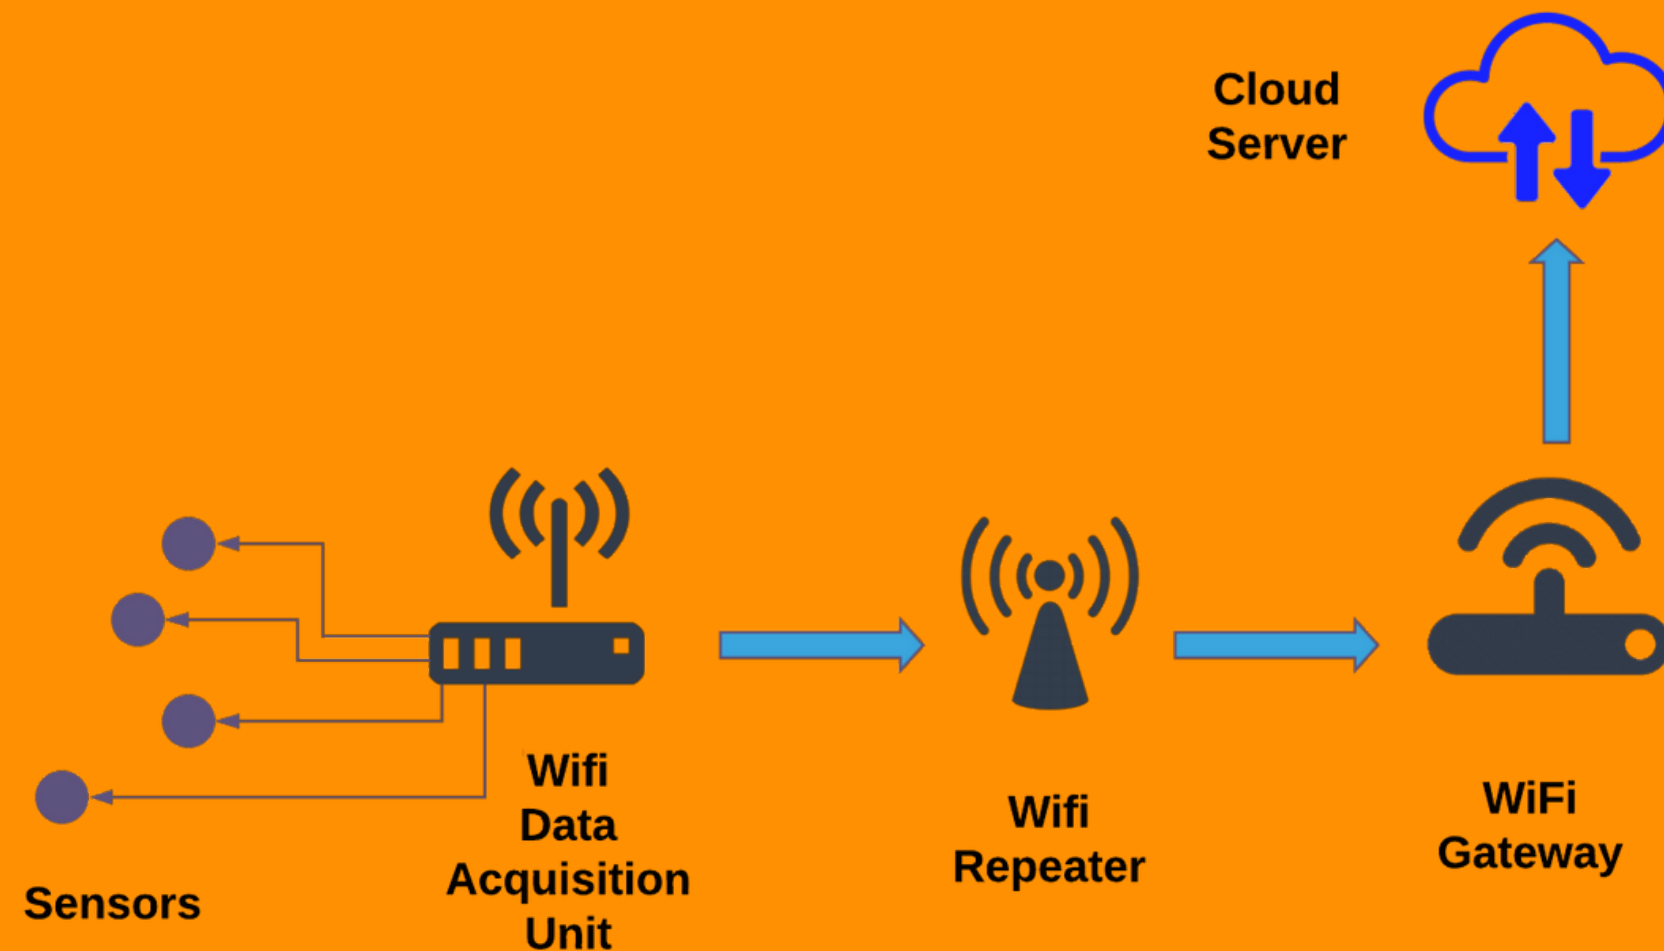 Cloud
Server
Wifi
Data
Acquisition
Unit
Wifi
Repeater
WiFi
Gateway
Sensors